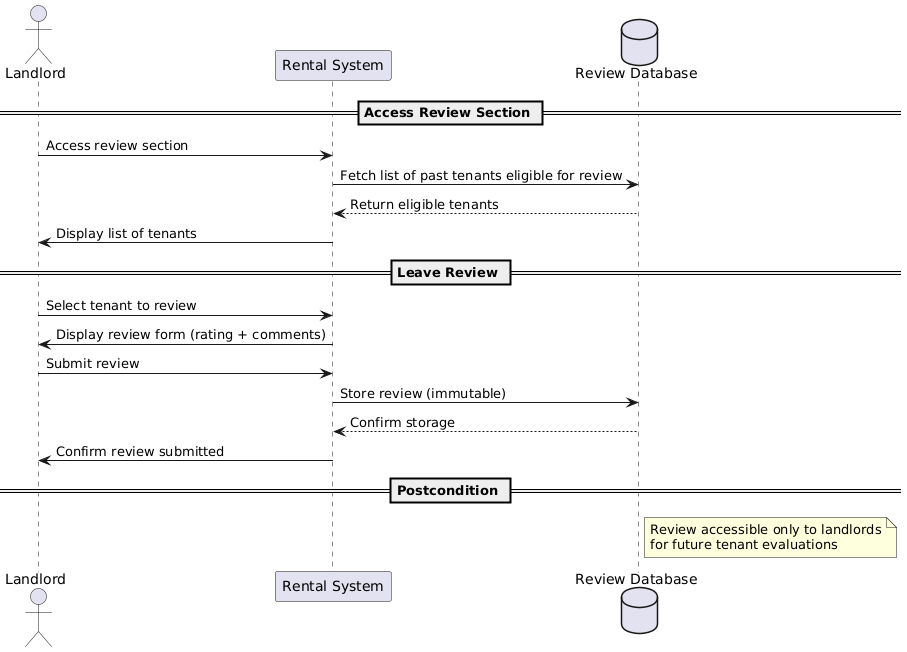 Landlord
Rental System
Review Database
Access Review Section
Access review section
Fetch list of past tenants eligible for review
Return eligible tenants
Display list of tenants
Leave Review
Select tenant to review
Display review form (rating + comments)
Submit review
Store review (immutable)
Confirm storage
Confirm review submitted
Postcondition
Review accessible only to landlords
for future tenant evaluations
Landlord
Rental System
Review Database